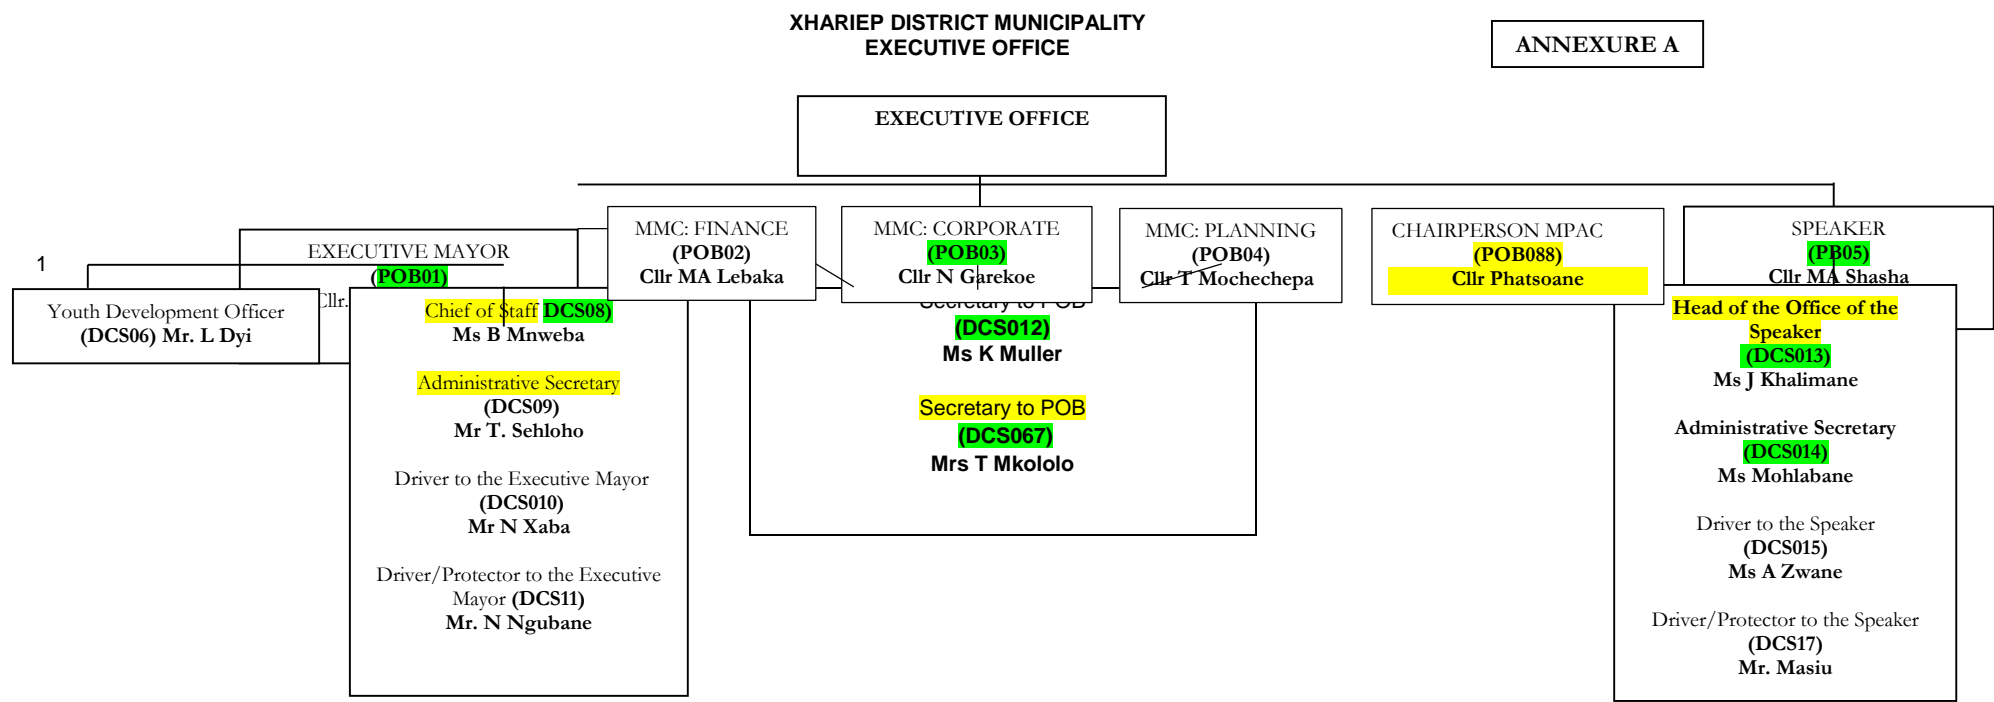 XHARIEP DISTRICT MUNICIPALITY
EXECUTIVE OFFICE
ANNEXURE A
EXECUTIVE OFFICE
1
EXECUTIVE MAYOR
(POB01)
Cllr.
MMC: FINANCE
(POB02)
Cllr MA Lebaka
MMC: CORPORATE
(POB03)
Cllr N Garekoe
MMC: PLANNING
(POB04)
Cllr T Mochechepa
CHAIRPERSON MPAC
(POB088)
Cllr Phatsoane
SPEAKER
(PB05)
Cllr MA Shasha
Youth Development Officer
(DCS06) Mr. L Dyi
Chief of Staff DCS08)
Ms B Mnweba
Administrative Secretary
(DCS09)
Mr T. Sehloho
Driver to the Executive Mayor
(DCS010)
Mr N Xaba
Driver/Protector to the Executive
Mayor (DCS11)
Mr. N Ngubane
Secretary to POB
(DCS012)
Ms K Muller
Secretary to POB
(DCS067)
Mrs T Mkololo
Head of the Office of the
Speaker
(DCS013)
Ms J Khalimane
Administrative Secretary
(DCS014)
Ms Mohlabane
Driver to the Speaker
(DCS015)
Ms A Zwane
Driver/Protector to the Speaker
(DCS17)
Mr. Masiu